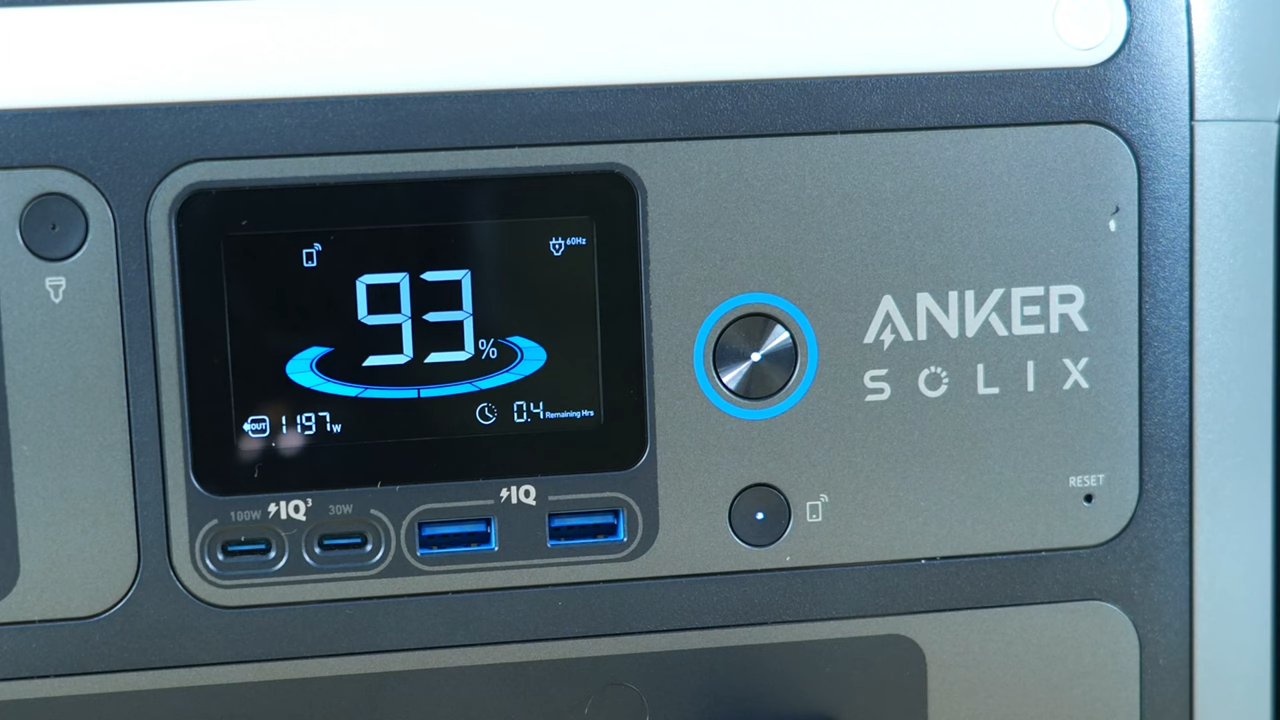 60Hz
93%
OUT 1197W
0.4 Remaining Hrs
100W IQ³ 30W
IQ
ANKER
SOLIX
RESET